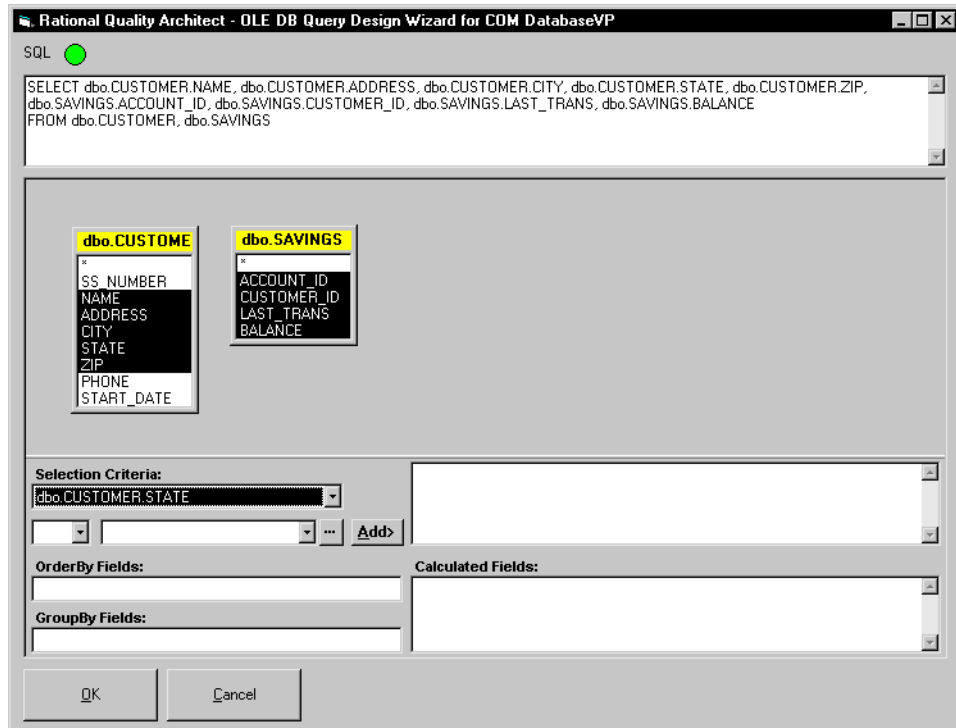 Rational Quality Architect - OLE DB Query Design Wizard for COM DatabaseVP
SQL
SELECT dbo.CUSTOMER.NAME, dbo.CUSTOMER.ADDRESS, dbo.CUSTOMER.CITY, dbo.CUSTOMER.STATE, dbo.CUSTOMER.ZIP,
dbo.SAVINGS.ACCOUNT_ID, dbo.SAVINGS.CUSTOMER_ID, dbo.SAVINGS.LAST_TRANS, dbo.SAVINGS.BALANCE
FROM dbo.CUSTOMER, dbo.SAVINGS
dbo.CUSTOME
*
SS_NUMBER
NAME
ADDRESS
CITY
STATE
ZIP
PHONE
START_DATE
dbo.SAVINGS
*
ACCOUNT_ID
CUSTOMER_ID
LAST_TRANS
BALANCE
Selection Criteria:
dbo.CUSTOMER.STATE
... Add>
OrderBy Fields:
Calculated Fields:
GroupBy Fields:
OK
Cancel